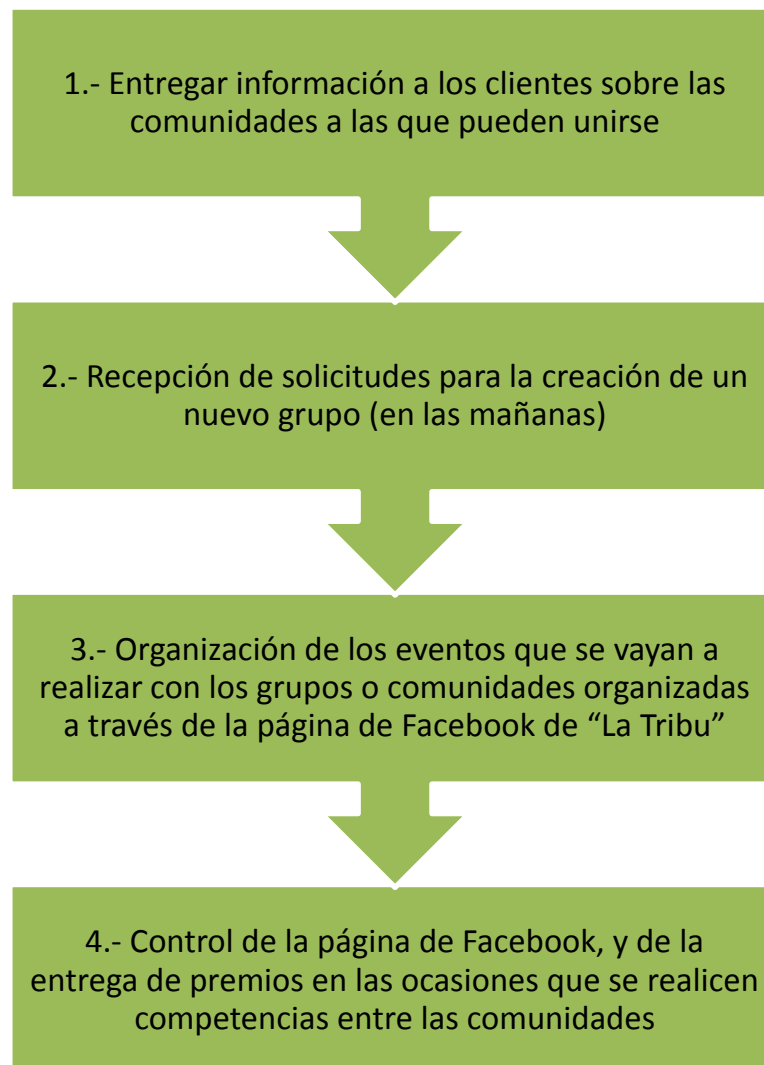 1.- Entregar información a los clientes sobre las
comunidades a las que pueden unirse
2.- Recepción de solicitudes para la creación de un
nuevo grupo (en las mañanas)
3.- Organización de los eventos que se vayan a
realizar con los grupos o comunidades organizadas
a través de la página de Facebook de “La Tribu”
4.- Control de la página de Facebook, y de la
entrega de premios en las ocasiones que se realicen
competencias entre las comunidades